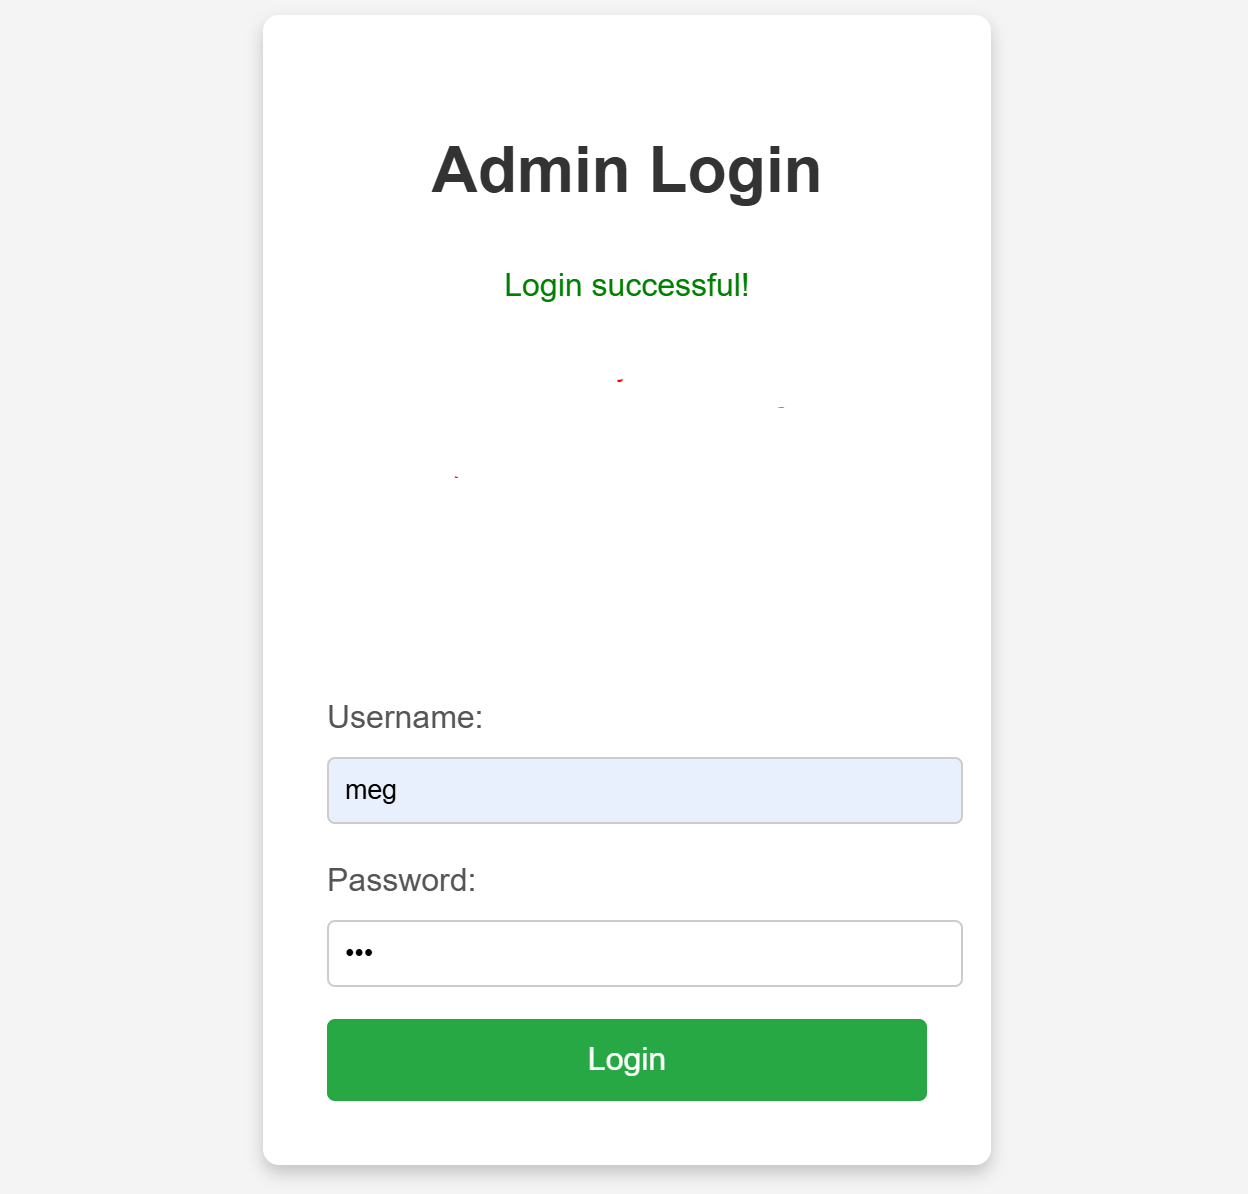 Admin Login
Login successful!
Username:
meg
Password:
•••
Login